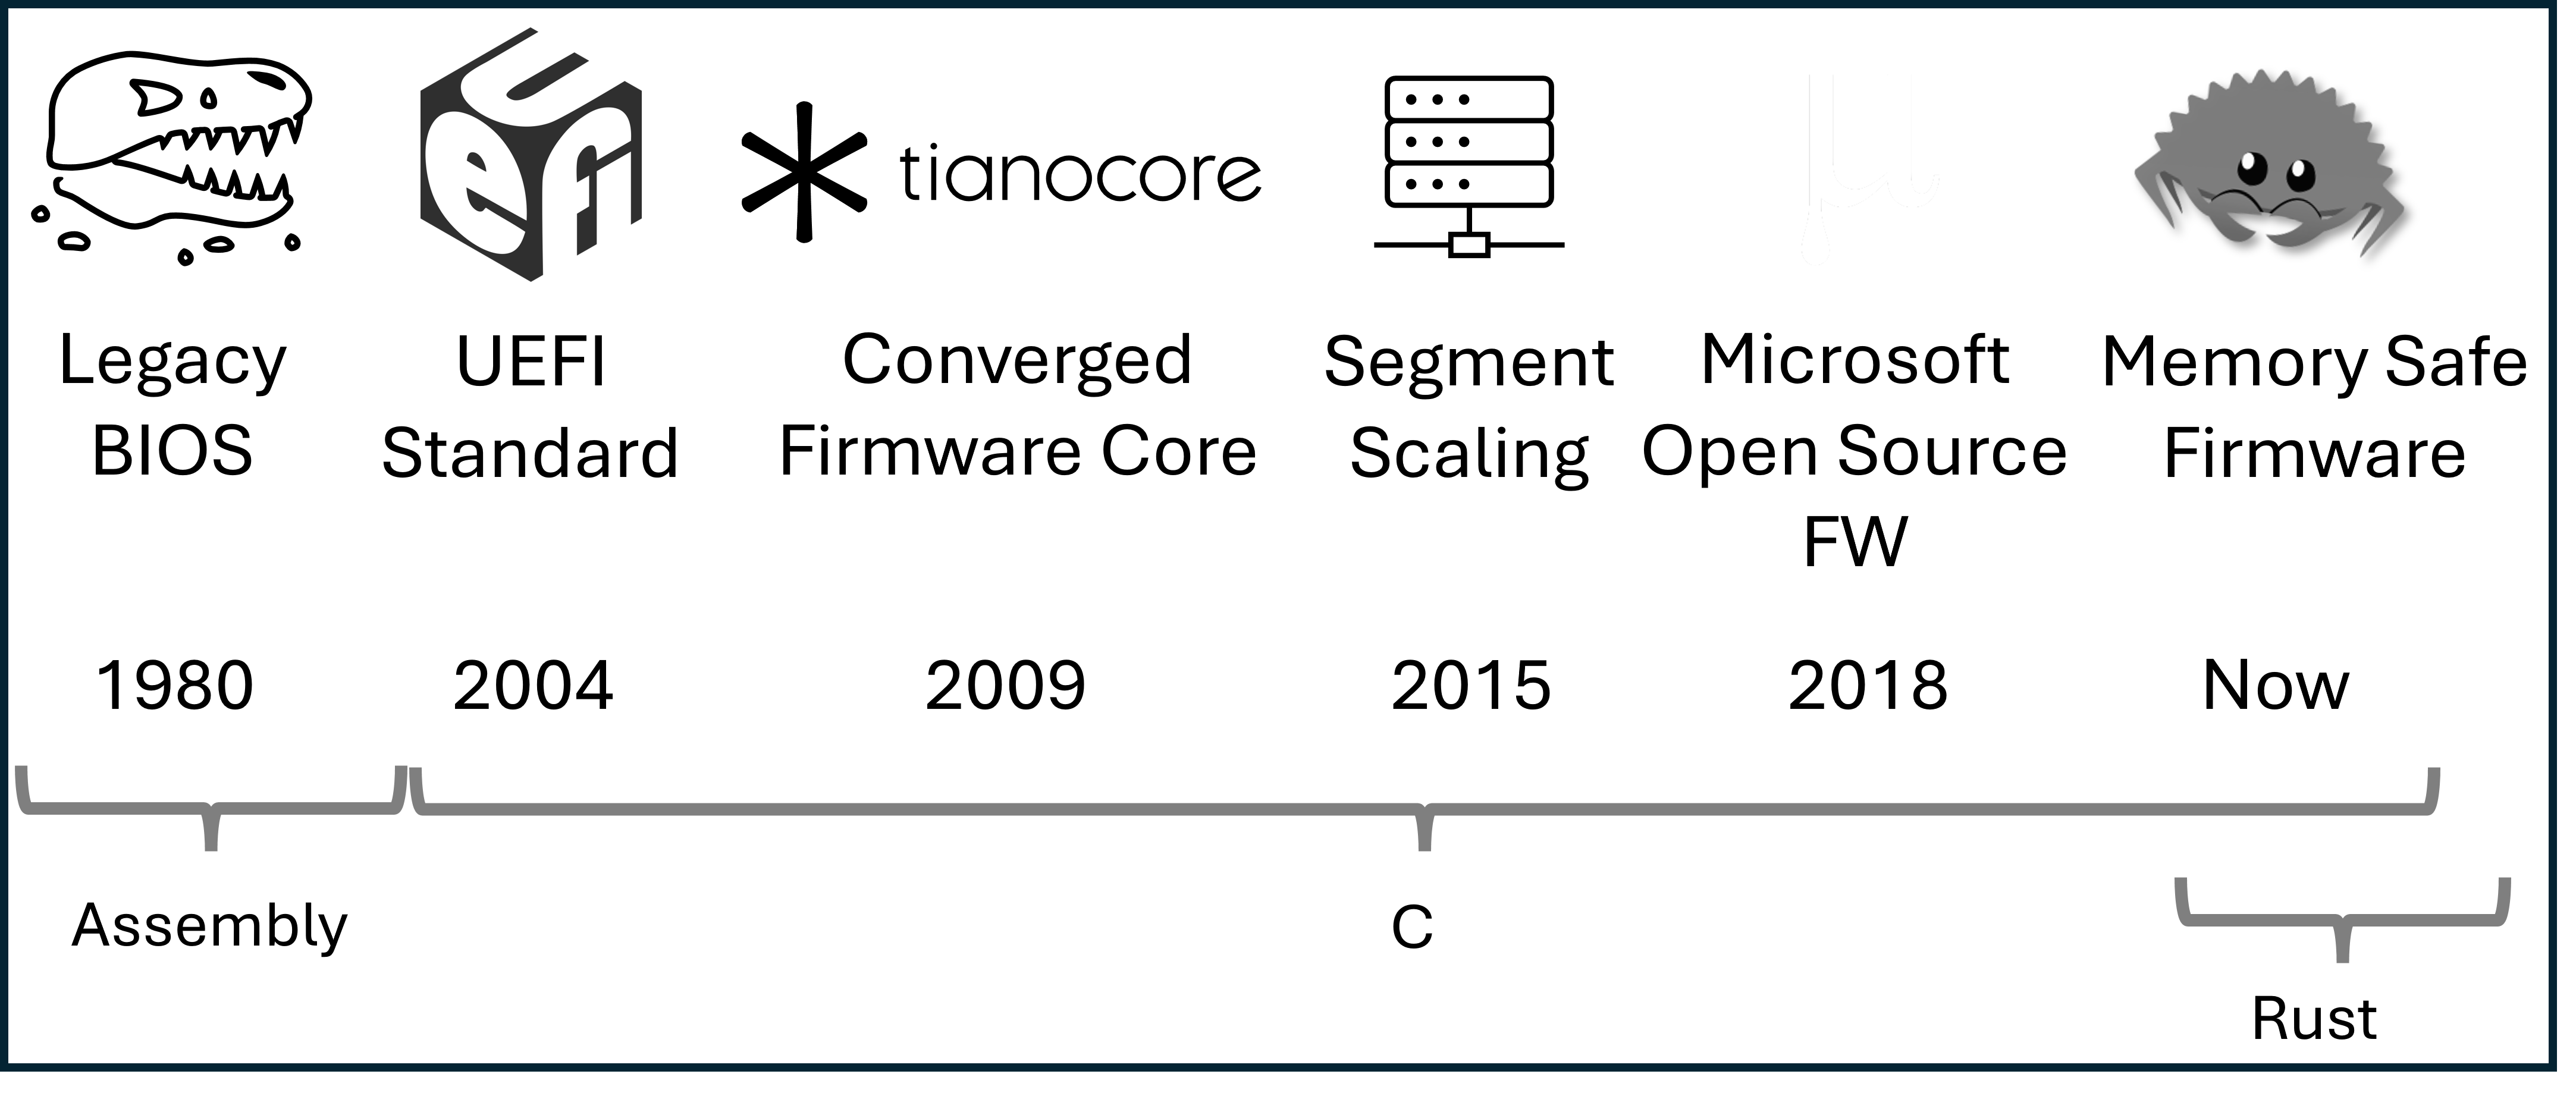 uefi
tianocore
Legacy
BIOS
UEFI
Standard
Converged
Firmware Core
Segment
Scaling
Microsoft
Open Source
FW
Memory Safe
Firmware
1980
2004
2009
2015
2018
Now
Assembly
C
Rust